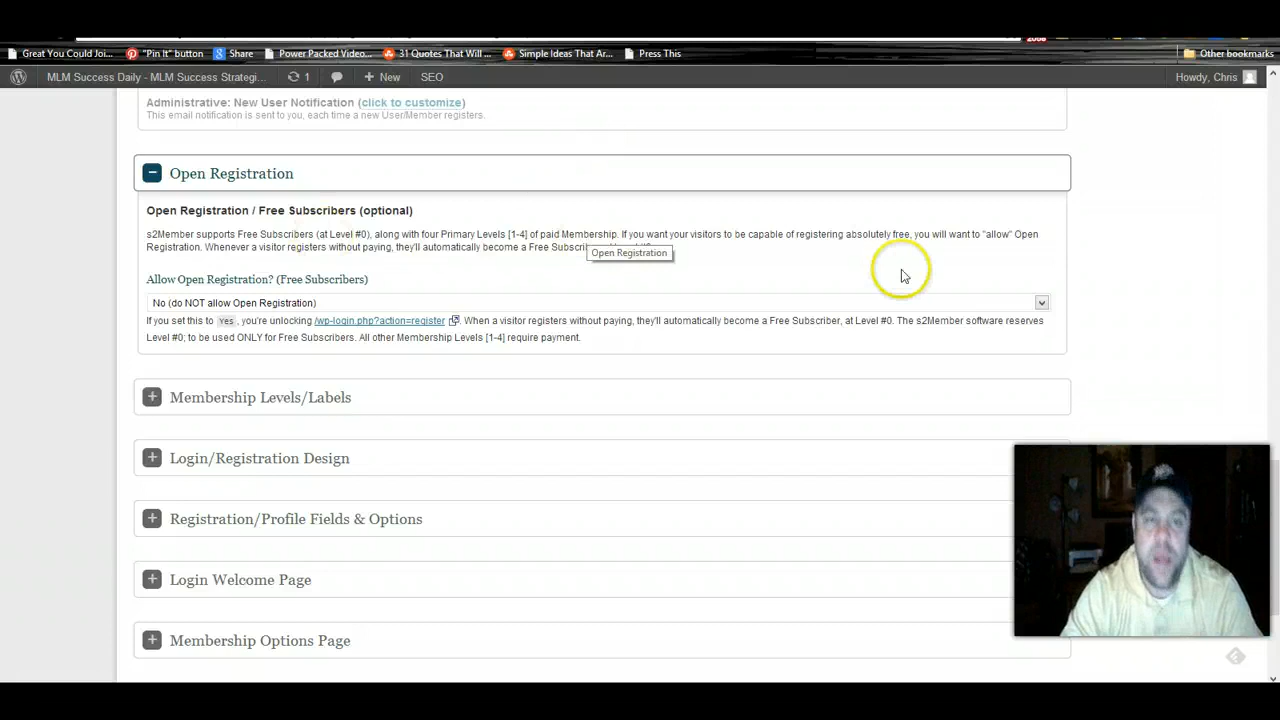 Great You Could Joi...
"Pin It" button
Share
Power Packed Video...
31 Quotes That Will ...
Simple Ideas That Ar...
Press This
Other bookmarks
MLM Success Daily - MLM Success Strategi...
1
New
SEO
Howdy, Chris
Administrative: New User Notification (click to customize)
This email notification is sent to you, each time a new User/Member registers.
Open Registration
Open Registration / Free Subscribers (optional)
s2Member supports Free Subscribers (at Level #0), along with four Primary Levels [1-4] of paid Membership. If you want your visitors to be capable of registering absolutely free, you will want to "allow" Open
Registration. Whenever a visitor registers without paying, they'll automatically become a Free
Open Registration
Allow Open Registration? (Free Subscribers)
No (do NOT allow Open Registration)
If you set this to yes, you're unlocking /wp-login.php?action=register. When a visitor registers without paying, they'll automatically become a Free Subscriber, at Level #0. The s2Member software reserves
Level #0; to be used ONLY for Free Subscribers. All other Membership Levels [1-4] require payment.
Membership Levels/Labels
Login/Registration Design
Registration/Profile Fields & Options
Login Welcome Page
Membership Options Page